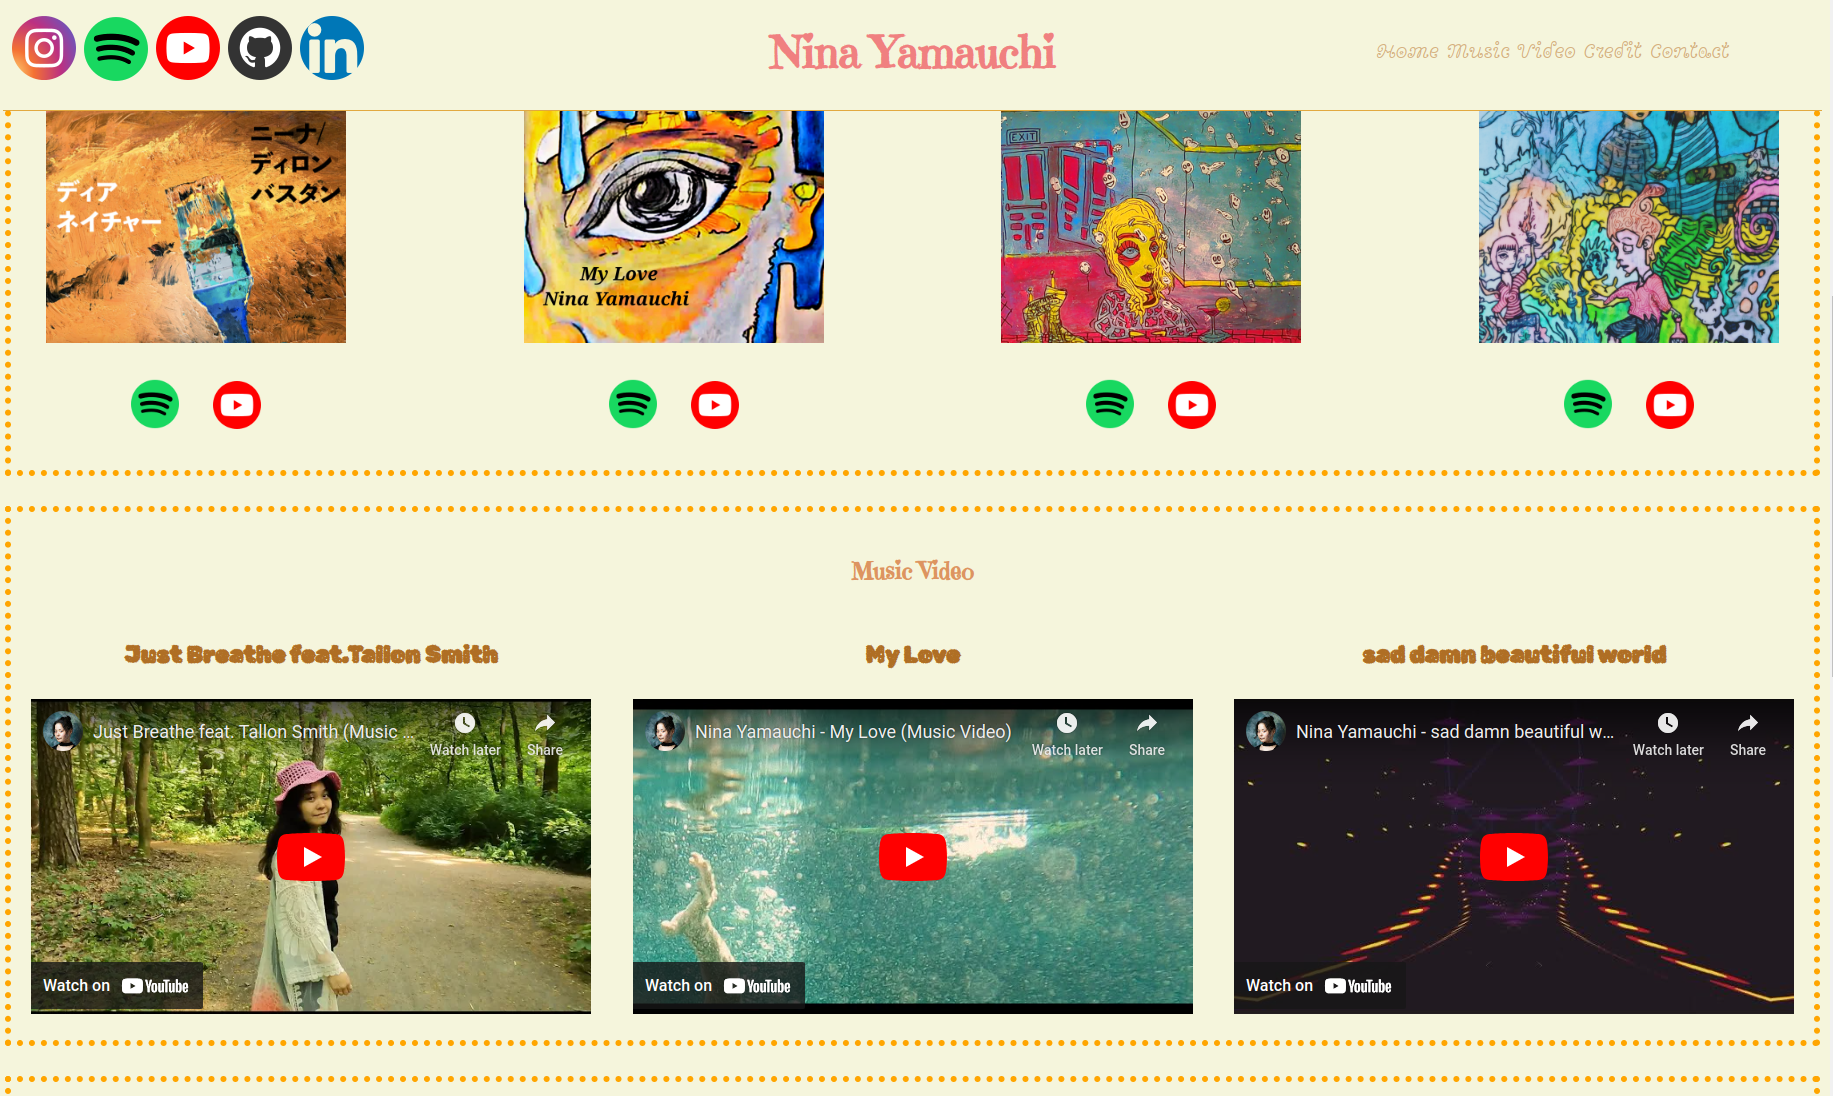 in
Nina Yamauchi
Home Music Video Credit Contact
ニーナ/
ディロン
バスタン
ディア
ネイチャー
My Love
Nina Yamauchi
EXIT
Music Video
Just Breathe feat.Tallon Smith
My Love
sad damn beautiful world
Just Breathe feat. Tallon Smith (Music ...
Watch later
Share
Watch on YouTube
Nina Yamauchi - My Love (Music Video)
Watch later
Share
Watch on YouTube
Nina Yamauchi - sad damn beautiful w...
Watch later
Share
Watch on YouTube